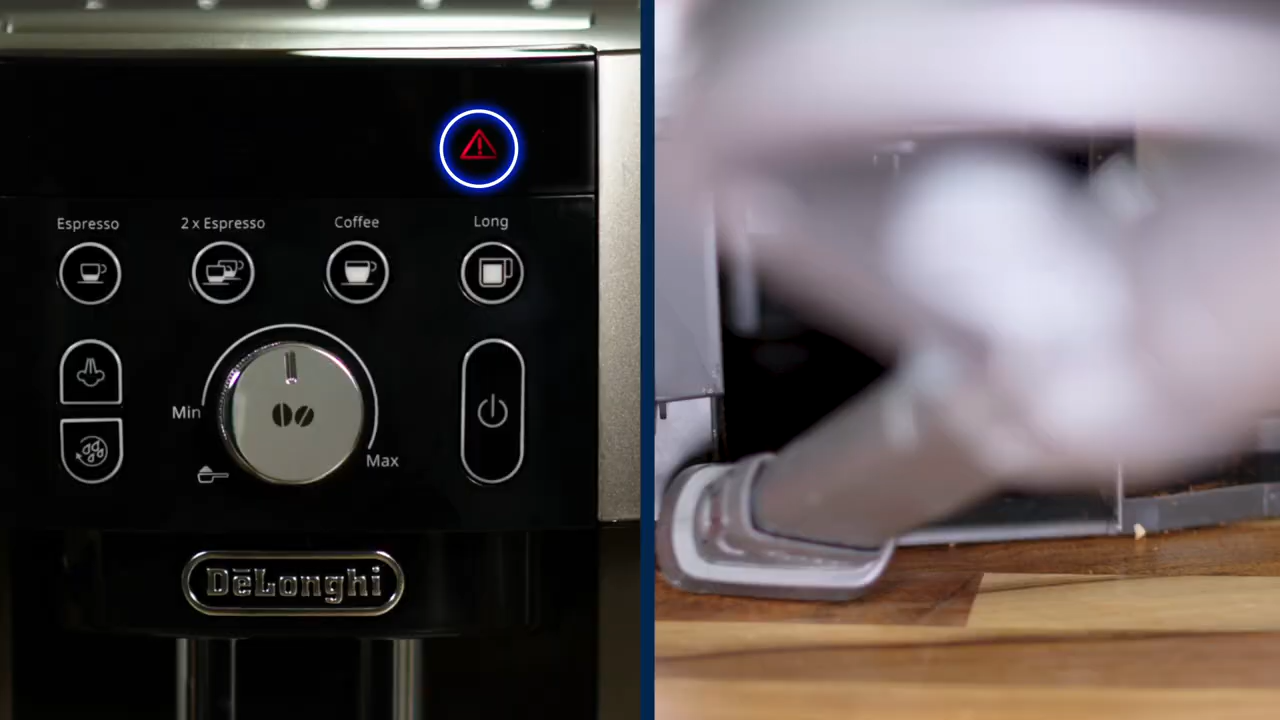 Espresso
2 x Espresso
Coffee
Long
Min
Max
DēLonghi